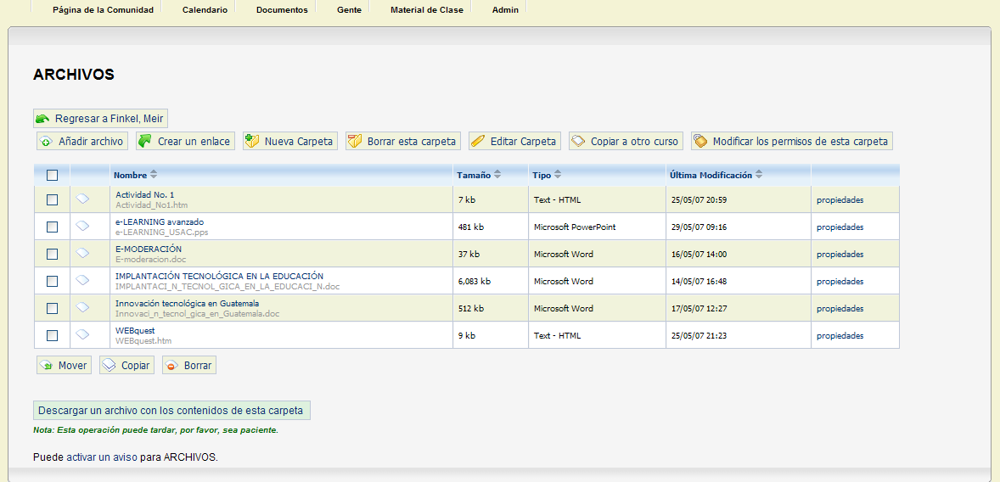 Página de la Comunidad Calendario Documentos Gente Material de Clase Admin
ARCHIVOS
Regresar a Finkel, Meir
Añadir archivo Crear un enlace Nueva Carpeta Borrar esta carpeta Editar Carpeta Copiar a otro curso Modificar los permisos de esta carpeta
Nombre Tamaño Tipo Última Modificación
Actividad No. 1 7 kb Text - HTML 25/05/07 20:59 propiedades
Actividad_No1.htm
e-LEARNING avanzado 481 kb Microsoft PowerPoint 29/05/07 09:16 propiedades
e-LEARNING_USAC.pps
E-MODERACIÓN 37 kb Microsoft Word 16/05/07 14:00 propiedades
E-moderacion.doc
IMPLANTACIÓN TECNOLÓGICA EN LA EDUCACIÓN 6,083 kb Microsoft Word 14/05/07 16:48 propiedades
IMPLANTACI_N_TECNOL_GICA_EN_LA_EDUCACI_N.doc
Innovación tecnológica en Guatemala 512 kb Microsoft Word 17/05/07 12:27 propiedades
Innovaci_n_tecnol_gica_en_Guatemala.doc
WEBquest 9 kb Text - HTML 25/05/07 21:23 propiedades
WEBquest.htm
Mover Copiar Borrar
Descargar un archivo con los contenidos de esta carpeta
Nota: Esta operación puede tardar, por favor, sea paciente.
Puede activar un aviso para ARCHIVOS.